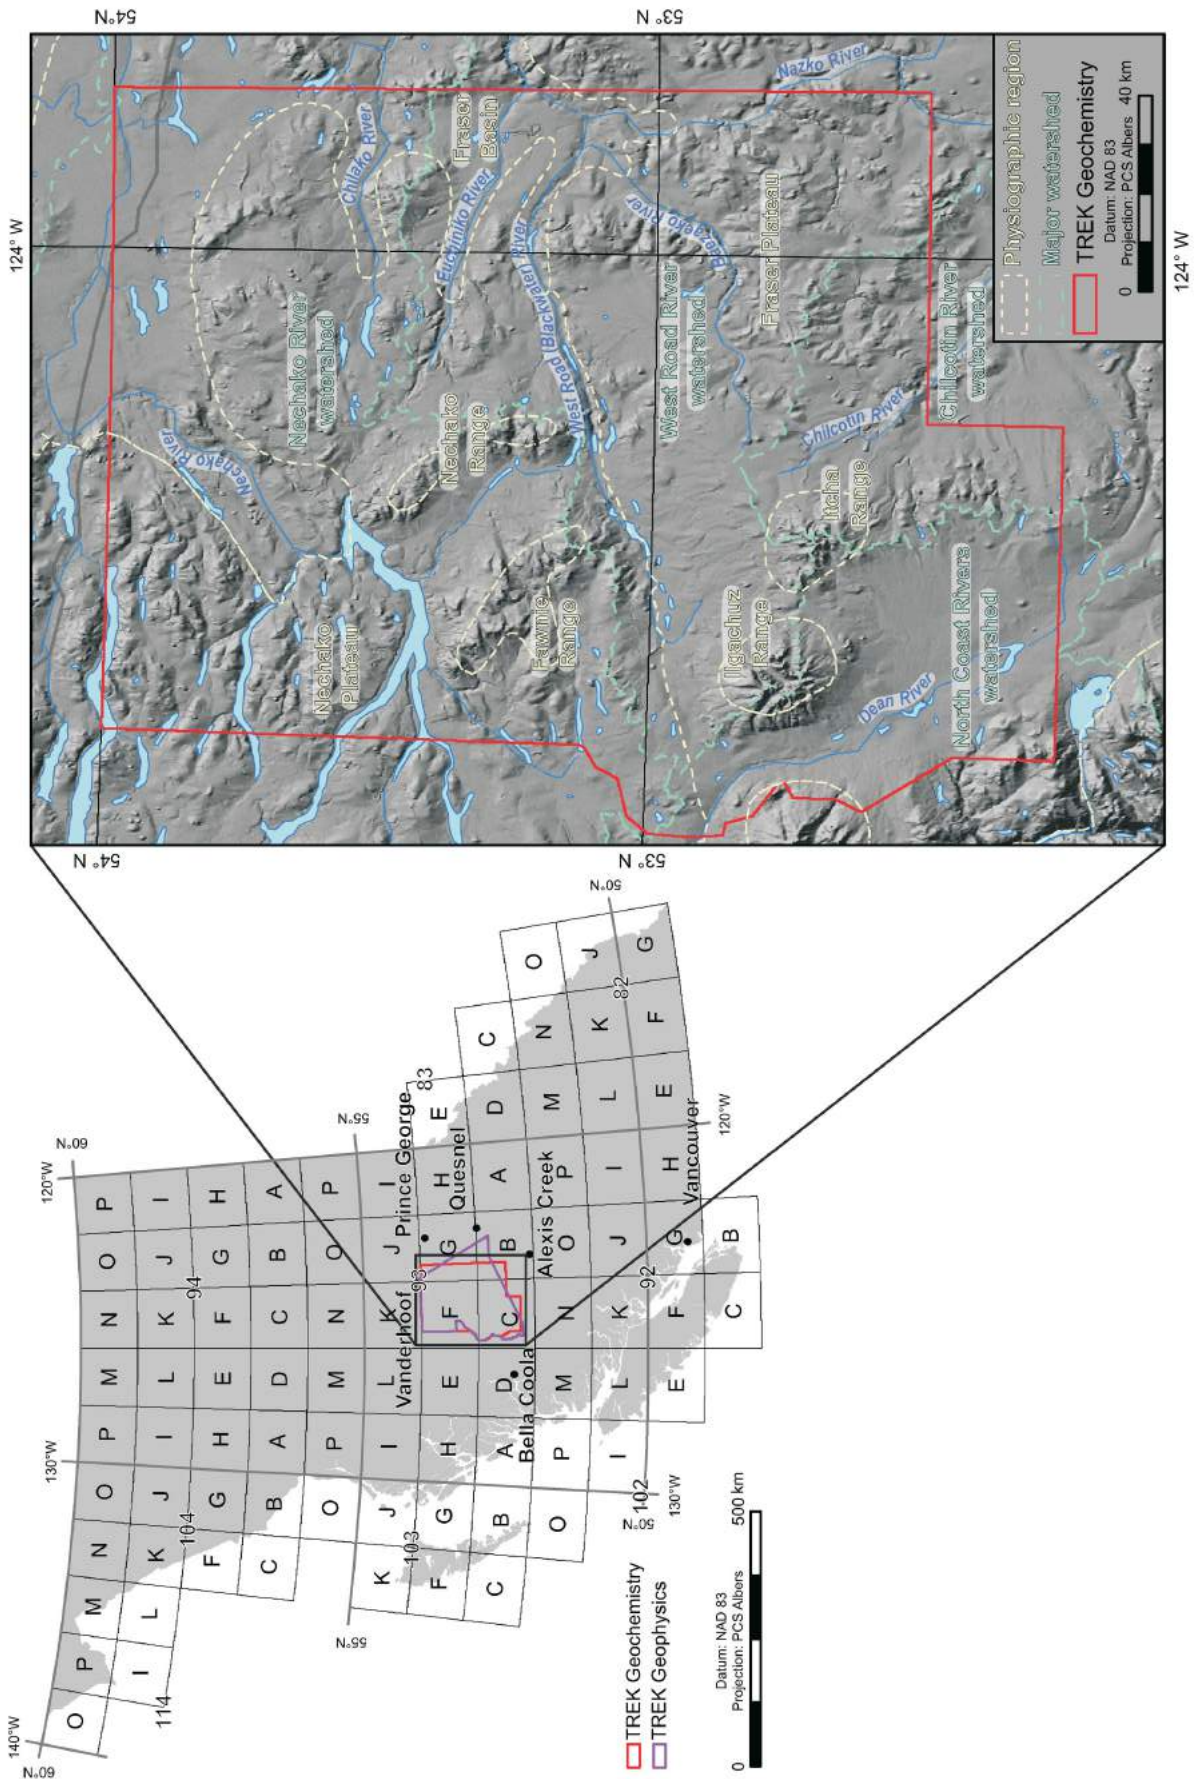 140°W
130°W
120°W
60°N
60°N
O P M N O P M N O P
I L K J I L K J I
114
104
94
F G H E F G H
C B A D C B A
O P M N O P
55°N
55°N
K J I L K J I
Vanderhoof
Prince George
103
93
83
F G H E F G H E
Quesnel
C B A D C B A D C
Bella Coola
Alexis Creek
O P M N O P M N O
I L K J I L K J
102
92
82
50°N
50°N
E F G H E F G
Vancouver
130°W
120°W
C B
TREK Geochemistry
TREK Geophysics
Datum: NAD 83
Projection: PCS Albers
0 500 km
124° W
54° N
54°N
Nechako River
Nechako
Plateau
Nechako River
watershed
Chilako River
Nechako
Range
Euchiniko River
Fraser
Basin
Fawnie
Range
West Road (Blackwater) River
53°N
53°N
Baezaeko River
West Road River
watershed
Ilgachuz
Range
Fraser Plateau
Nazko River
Itcha
Range
Chilcotin River
Dean River
North Coast Rivers
watershed
Chilcotin River
watershed
Physiographic region
Major watershed
TREK Geochemistry
Datum: NAD 83
Projection: PCS Albers
0 40 km
124° W